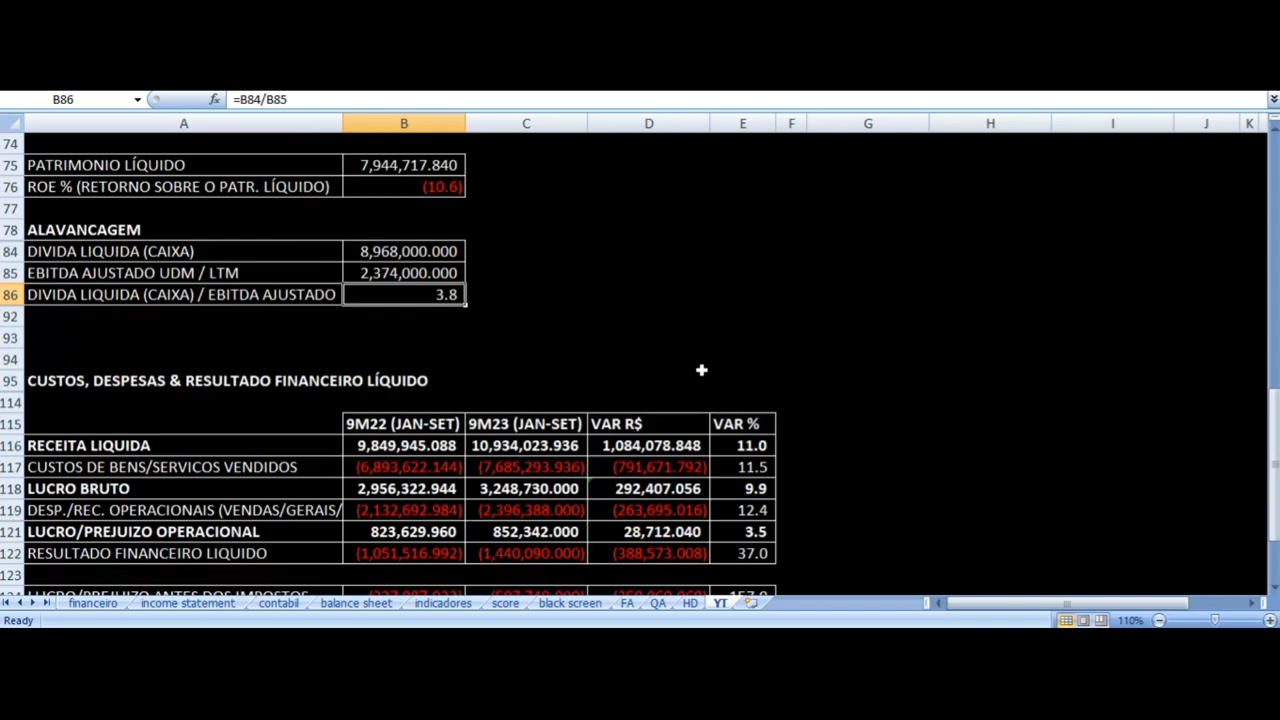 B86 fx =B84/B85
A B C D E F G H I J K
74
75 PATRIMONIO LÍQUIDO 7,944,717.840
76 ROE % (RETORNO SOBRE O PATR. LÍQUIDO) (10.6)
77
78 ALAVANCAGEM
84 DIVIDA LIQUIDA (CAIXA) 8,968,000.000
85 EBITDA AJUSTADO UDM / LTM 2,374,000.000
86 DIVIDA LIQUIDA (CAIXA) / EBITDA AJUSTADO 3.8
92
93
94
95 CUSTOS, DESPESAS & RESULTADO FINANCEIRO LÍQUIDO
114
115 9M22 (JAN-SET) 9M23 (JAN-SET) VAR R$ VAR %
116 RECEITA LIQUIDA 9,849,945.088 10,934,023.936 1,084,078.848 11.0
117 CUSTOS DE BENS/SERVICOS VENDIDOS (6,893,622.144) (7,685,293.936) (791,671.792) 11.5
118 LUCRO BRUTO 2,956,322.944 3,248,730.000 292,407.056 9.9
119 DESP./REC. OPERACIONAIS (VENDAS/GERAIS/ (2,132,692.984) (2,396,388.000) (263,695.016) 12.4
121 LUCRO/PREJUIZO OPERACIONAL 823,629.960 852,342.000 28,712.040 3.5
122 RESULTADO FINANCEIRO LIQUIDO (1,051,516.992) (1,440,090.000) (388,573.008) 37.0
123
LUCRO/PREJUIZO ANTES DOS IMPOSTOS
financeiro income statement contabil balance sheet indicadores score black screen FA QA HD YT
Ready 110%